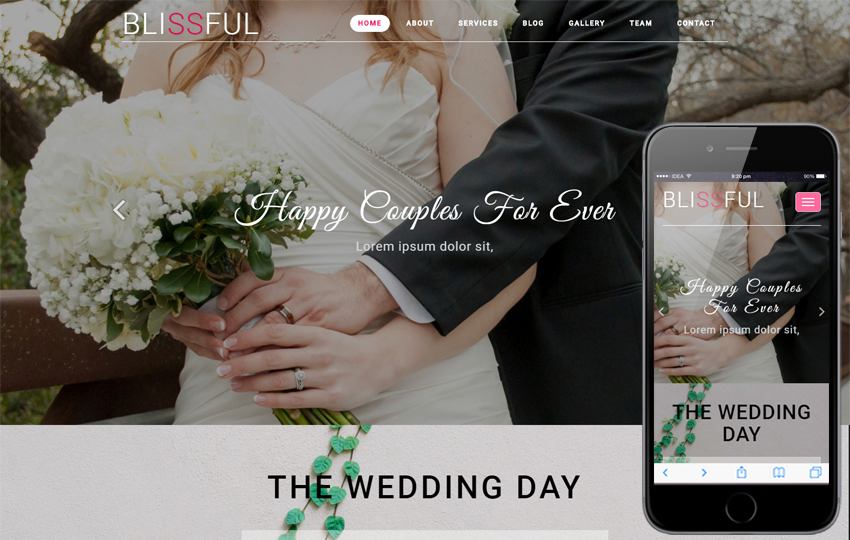 BLISSFUL
HOME ABOUT SERVICES BLOG GALLERY TEAM CONTACT
Happy Couples For Ever
Lorem ipsum dolor sit,
THE WEDDING DAY
IDEA 9:20 pm 90%
BLISSFUL
Happy Couples
For Ever
Lorem ipsum dolor sit,
THE WEDDING
DAY